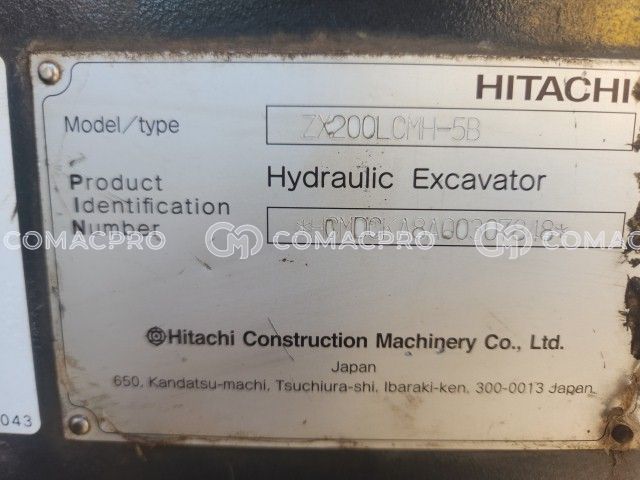 HITACHI
Model/type ZX200LCMH-5B
Product Hydraulic Excavator
Identification
Number
COMACPRO COMACPRO COMACPRO
Hitachi Construction Machinery Co., Ltd.
Japan
650, Kandatsu-machi, Tsuchiura-shi, Ibaraki-ken, 300-0013 Japan
043